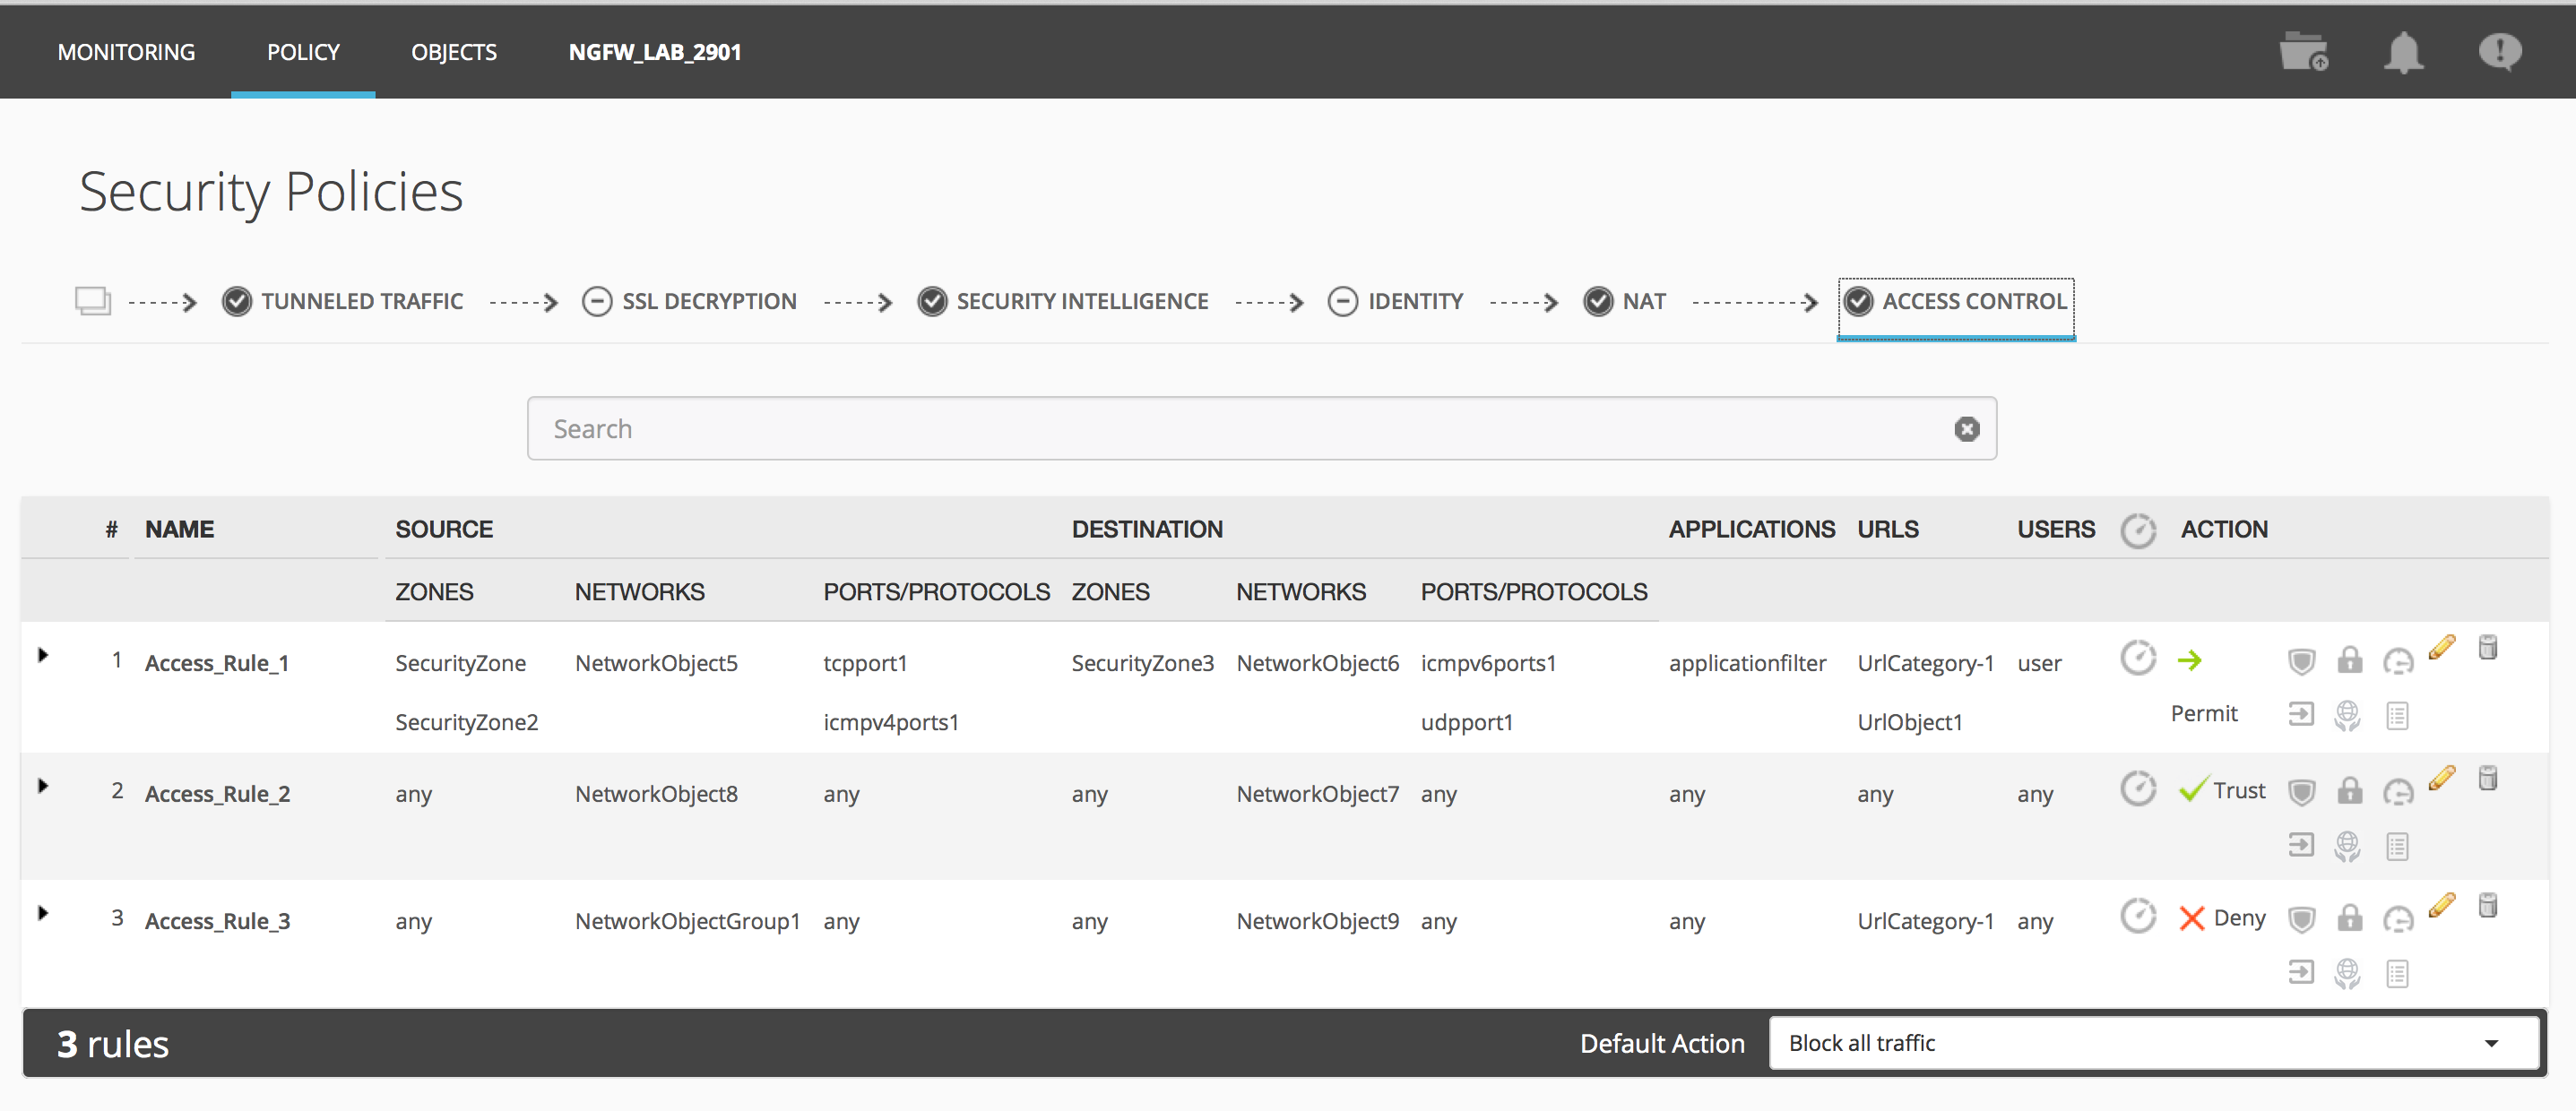 MONITORING POLICY OBJECTS NGFW_LAB_2901
Security Policies
TUNNELED TRAFFIC SSL DECRYPTION SECURITY INTELLIGENCE IDENTITY NAT ACCESS CONTROL
Search
# NAME SOURCE DESTINATION APPLICATIONS URLS USERS ACTION
ZONES NETWORKS PORTS/PROTOCOLS ZONES NETWORKS PORTS/PROTOCOLS
1 Access_Rule_1 SecurityZone NetworkObject5 tcpport1 SecurityZone3 NetworkObject6 icmpv6ports1 applicationfilter UrlCategory-1 user
Permit
SecurityZone2 icmpv4ports1 udpport1 UrlObject1
2 Access_Rule_2 any NetworkObject8 any any NetworkObject7 any any any any Trust
3 Access_Rule_3 any NetworkObjectGroup1 any any NetworkObject9 any any UrlCategory-1 any Deny
3 rules Default Action Block all traffic